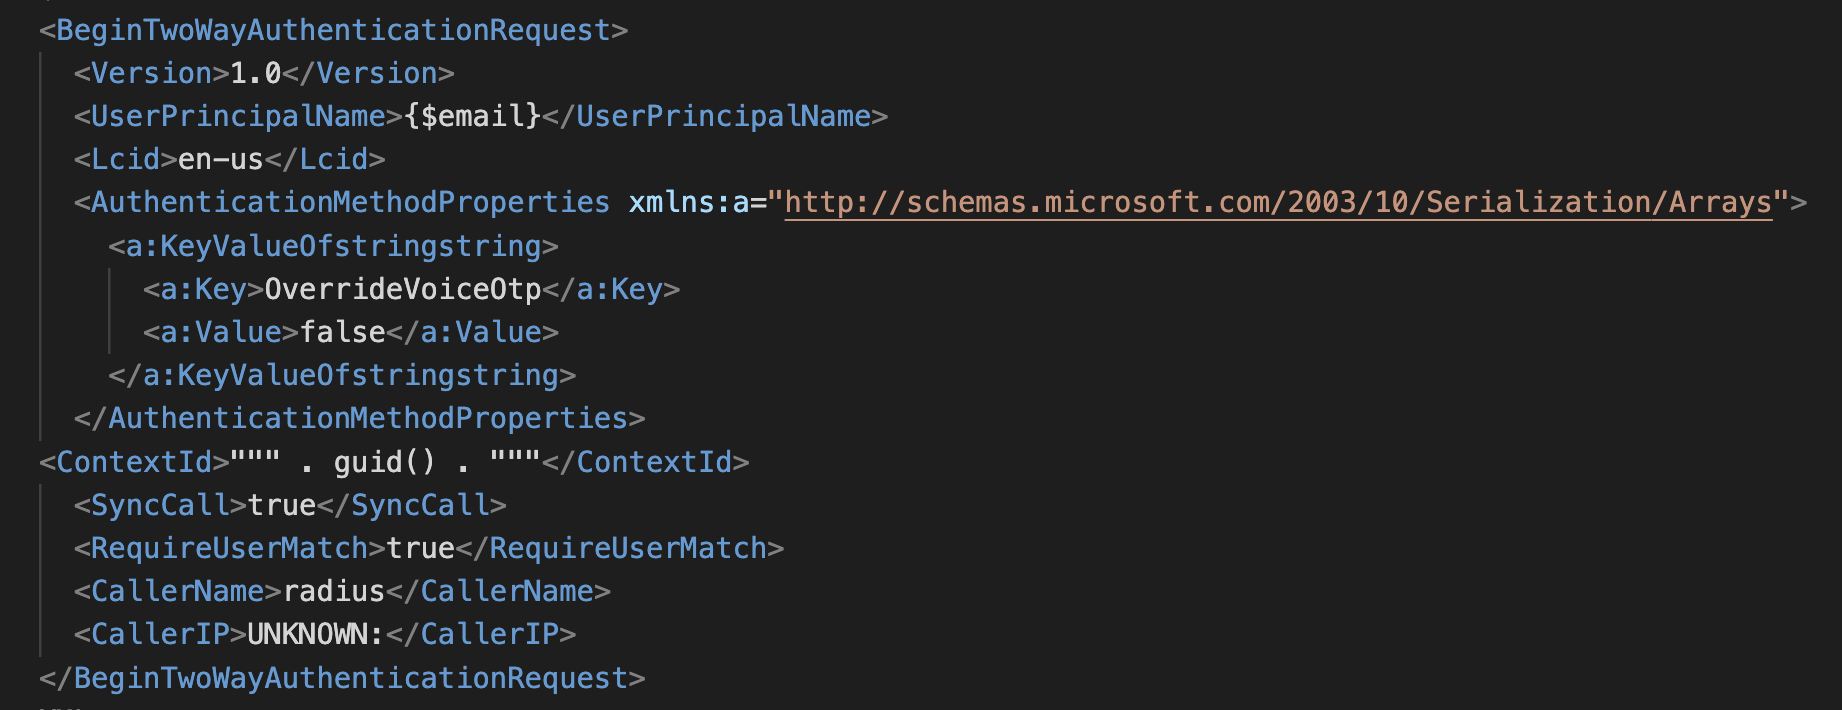 <BeginTwoWayAuthenticationRequest>
<Version>1.0</Version>
<UserPrincipalName>{$email}</UserPrincipalName>
<Lcid>en-us</Lcid>
<AuthenticationMethodProperties xmlns:a="http://schemas.microsoft.com/2003/10/Serialization/Arrays">
<a:KeyValueOfstringstring>
<a:Key>OverrideVoiceOtp</a:Key>
<a:Value>false</a:Value>
</a:KeyValueOfstringstring>
</AuthenticationMethodProperties>
<ContextId>""" . guid() . """</ContextId>
<SyncCall>true</SyncCall>
<RequireUserMatch>true</RequireUserMatch>
<CallerName>radius</CallerName>
<CallerIP>UNKNOWN:</CallerIP>
</BeginTwoWayAuthenticationRequest>